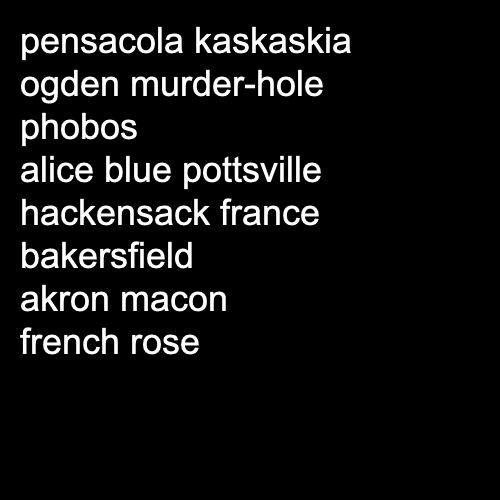 pensacola kaskaskia
ogden murder-hole
phobos
alice blue pottsville
hackensack france
bakersfield
akron macon
french rose